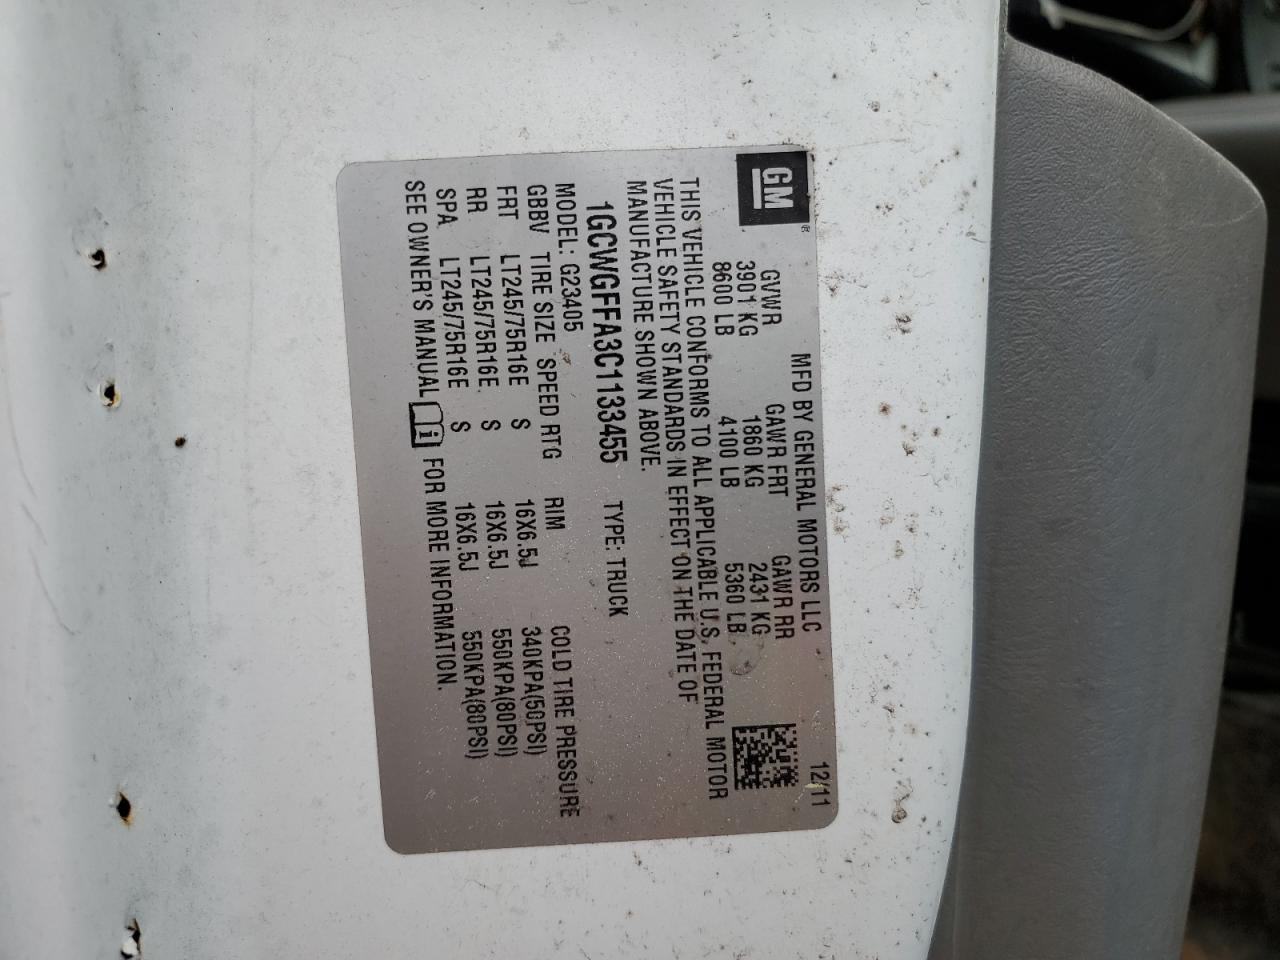 GM®
MFD BY GENERAL MOTORS LLC 12/11
GVWR GAWR FRT GAWR RR
3901 KG 1860 KG 2431 KG
8600 LB 4100 LB 5360 LB
THIS VEHICLE CONFORMS TO ALL APPLICABLE U.S. FEDERAL MOTOR
VEHICLE SAFETY STANDARDS IN EFFECT ON THE DATE OF
MANUFACTURE SHOWN ABOVE.
1GCWGFFA3C1133455 TYPE: TRUCK
MODEL: G23405
GBBV TIRE SIZE SPEED RTG RIM COLD TIRE PRESSURE
FRT LT245/75R16E S 16X6.5J 340KPA(50PSI)
RR LT245/75R16E S 16X6.5J 550KPA(80PSI)
SPA LT245/75R16E S 16X6.5J 550KPA(80PSI)
SEE OWNER'S MANUAL i FOR MORE INFORMATION.